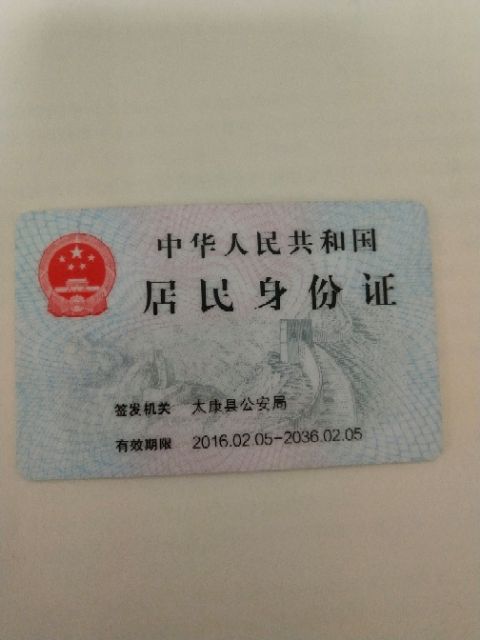 中华人民共和国
居民身份证
签发机关 太康县公安局
有效期限 2016.02.05-2036.02.05